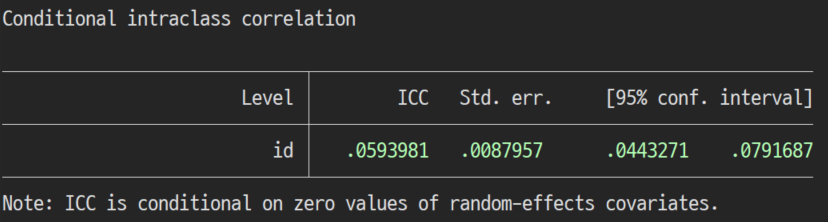 Conditional intraclass correlation
Level ICC Std. err. [95% conf. interval]
id .0593981 .0087957 .0443271 .0791687
Note: ICC is conditional on zero values of random-effects covariates.